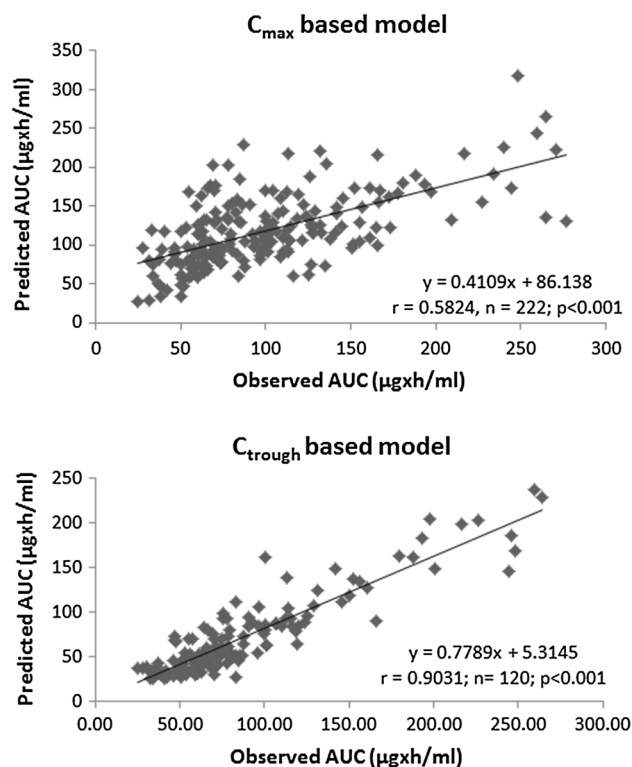 Cmax based model
350
300
250
200
150
100
50
0
Predicted AUC (µgxh/ml)
y = 0.4109x + 86.138
r = 0.5824, n = 222; p<0.001
0 50 100 150 200 250 300
Observed AUC (µgxh/ml)
Ctrough based model
250
200
150
100
50
0
Predicted AUC (µgxh/ml)
y = 0.7789x + 5.3145
r = 0.9031; n= 120; p<0.001
0.00 50.00 100.00 150.00 200.00 250.00 300.00
Observed AUC (µgxh/ml)